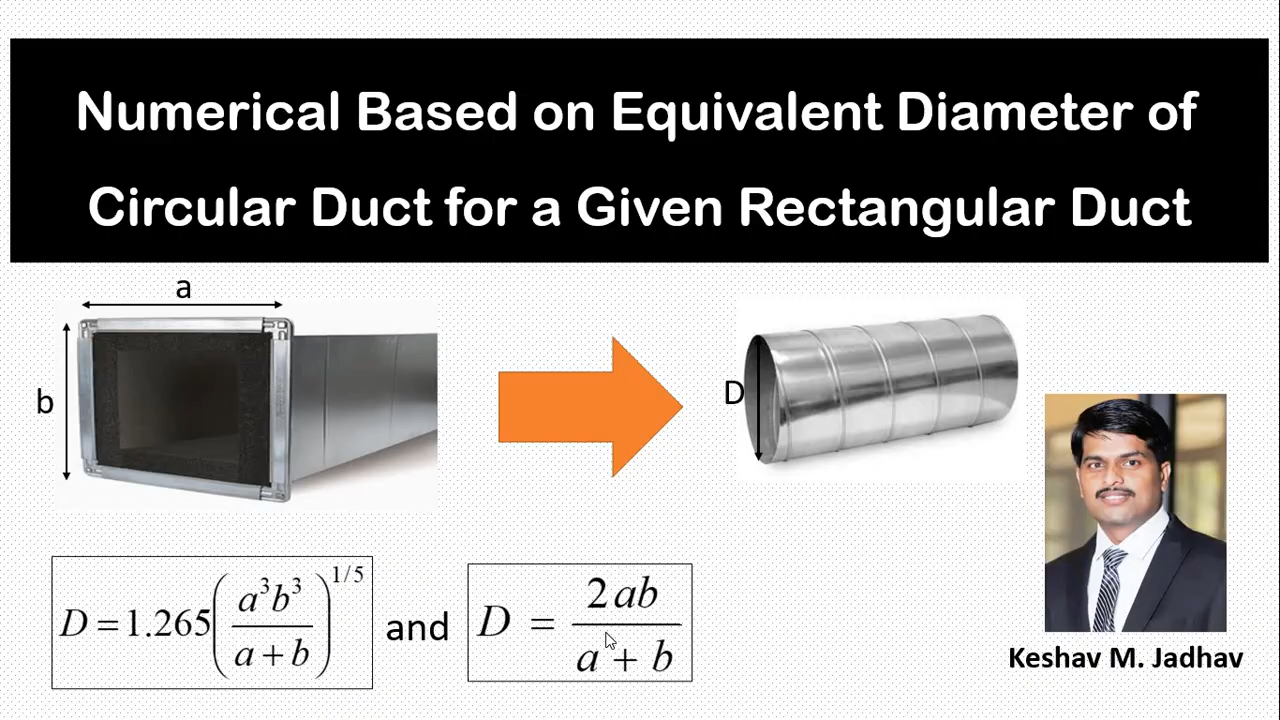 Numerical Based on Equivalent Diameter of
Circular Duct for a Given Rectangular Duct
a
b
D
D = 1.265(a³b³/(a + b))^1/5 and D = 2ab/(a + b)
Keshav M. Jadhav